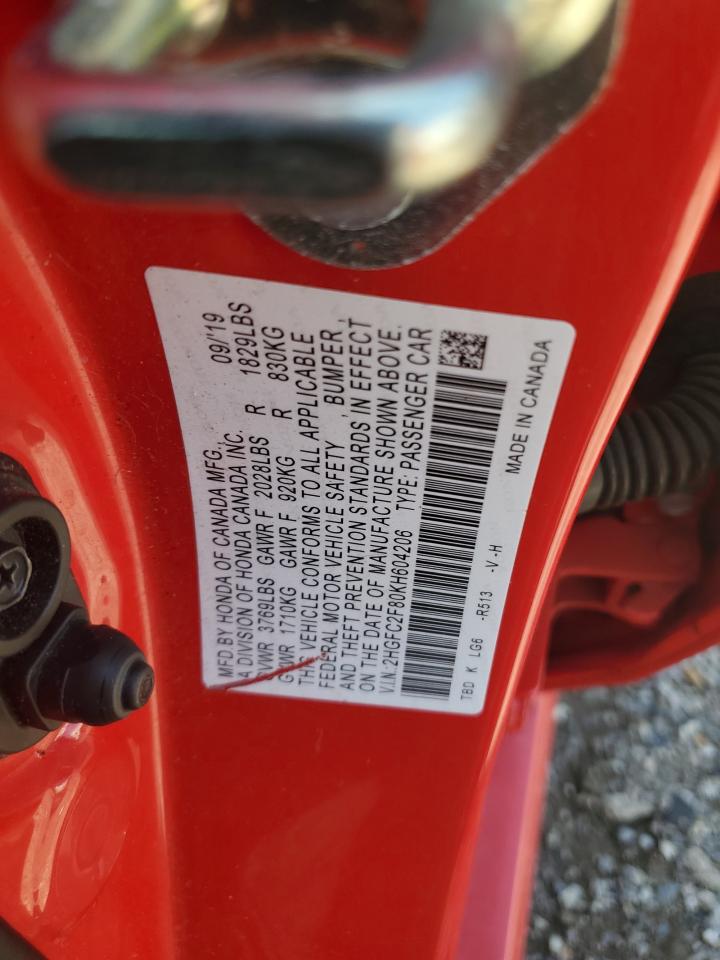 MFD.BY HONDA OF CANADA MFG., 09/'19
A DIVISION OF HONDA CANADA INC.
GVWR 3769LBS GAWR F 2028LBS R 1829LBS
GVWR 1710KG GAWR F 920KG R 830KG
THIS VEHICLE CONFORMS TO ALL APPLICABLE
FEDERAL MOTOR VEHICLE SAFETY , BUMPER ,
AND THEFT PREVENTION STANDARDS IN EFFECT
ON THE DATE OF MANUFACTURE SHOWN ABOVE.
V.I.N.:2HGFC2F80KH604206 TYPE: PASSENGER CAR
TBD K LG6 -R513 -V -H
MADE IN CANADA